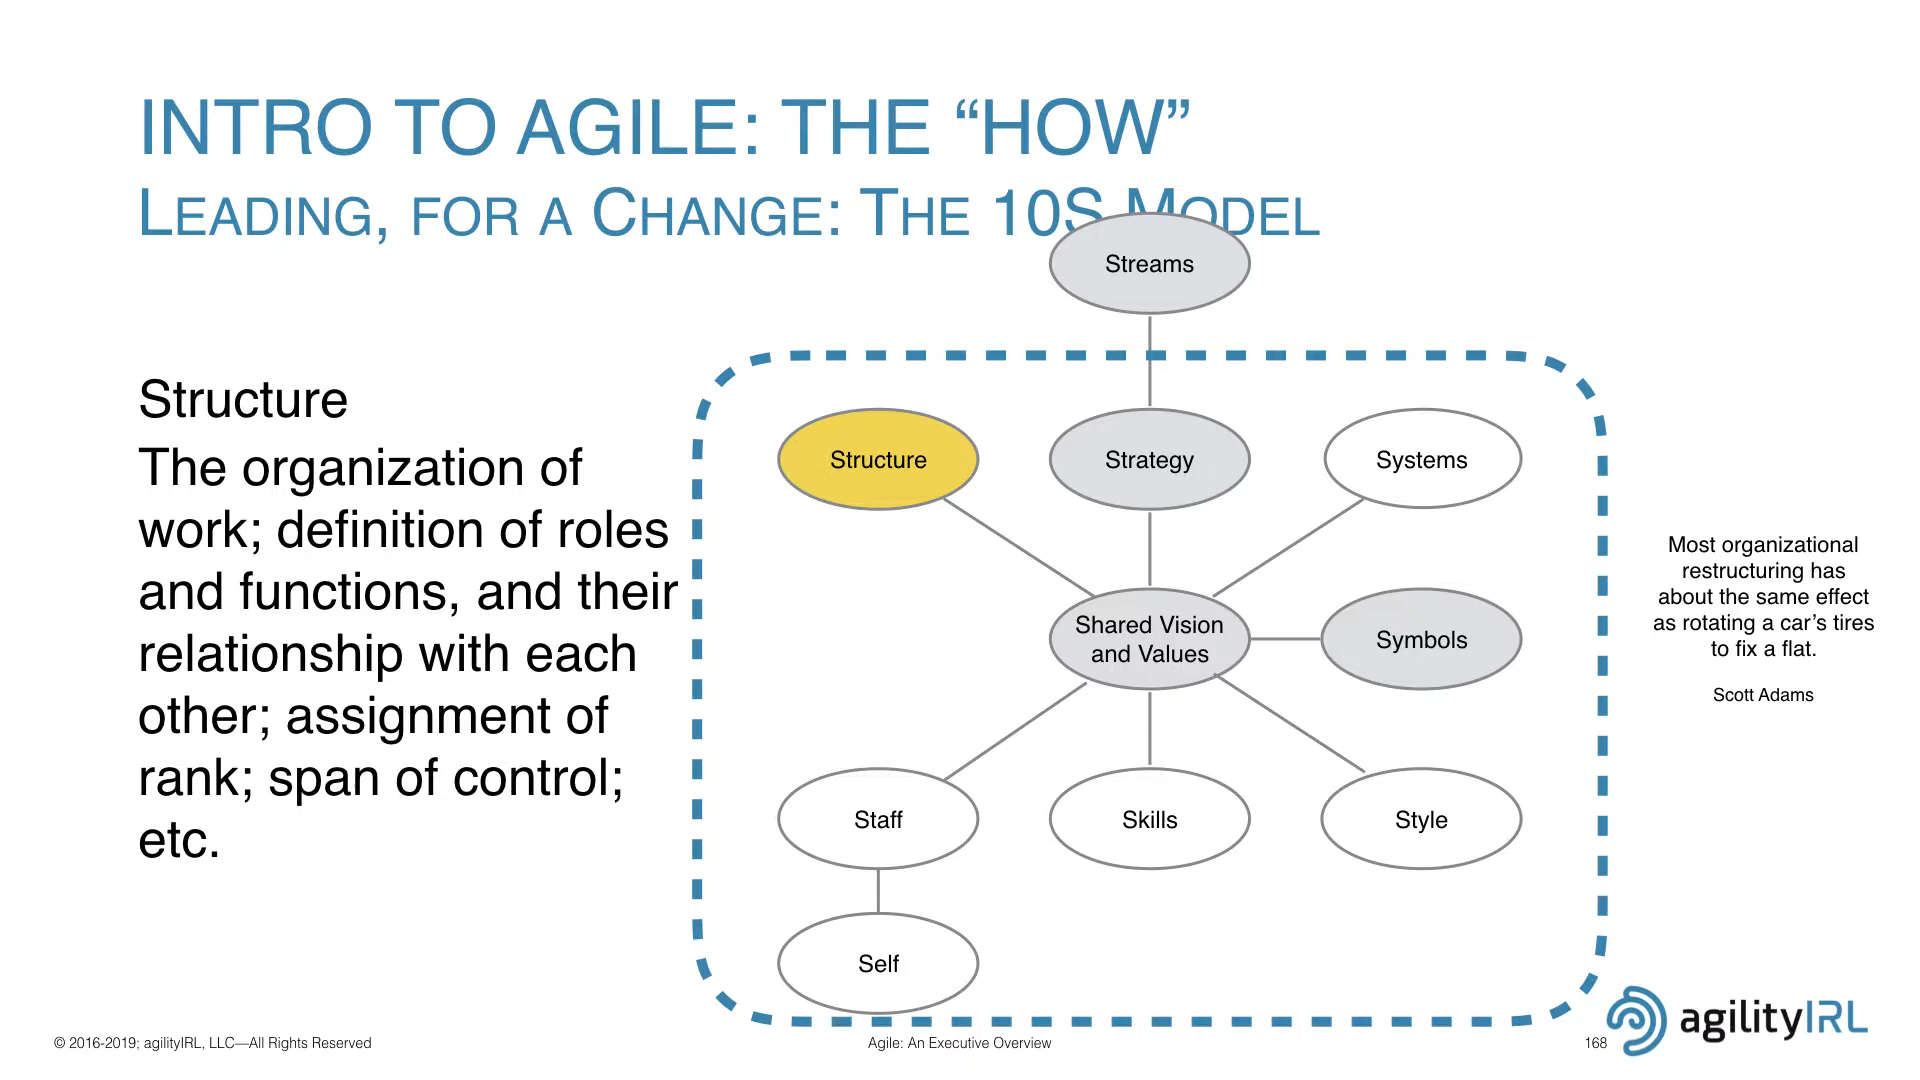 INTRO TO AGILE: THE “HOW”
LEADING, FOR A CHANGE: THE 10S MODEL
Streams
Structure
The organization of
work; definition of roles
and functions, and their
relationship with each
other; assignment of
rank; span of control;
etc.
Structure
Strategy
Systems
Shared Vision
and Values
Symbols
Staff
Skills
Style
Self
Most organizational
restructuring has
about the same effect
as rotating a car’s tires
to fix a flat.
Scott Adams
© 2016-2019; agilityIRL, LLC—All Rights Reserved
Agile: An Executive Overview
168
agilityIRL